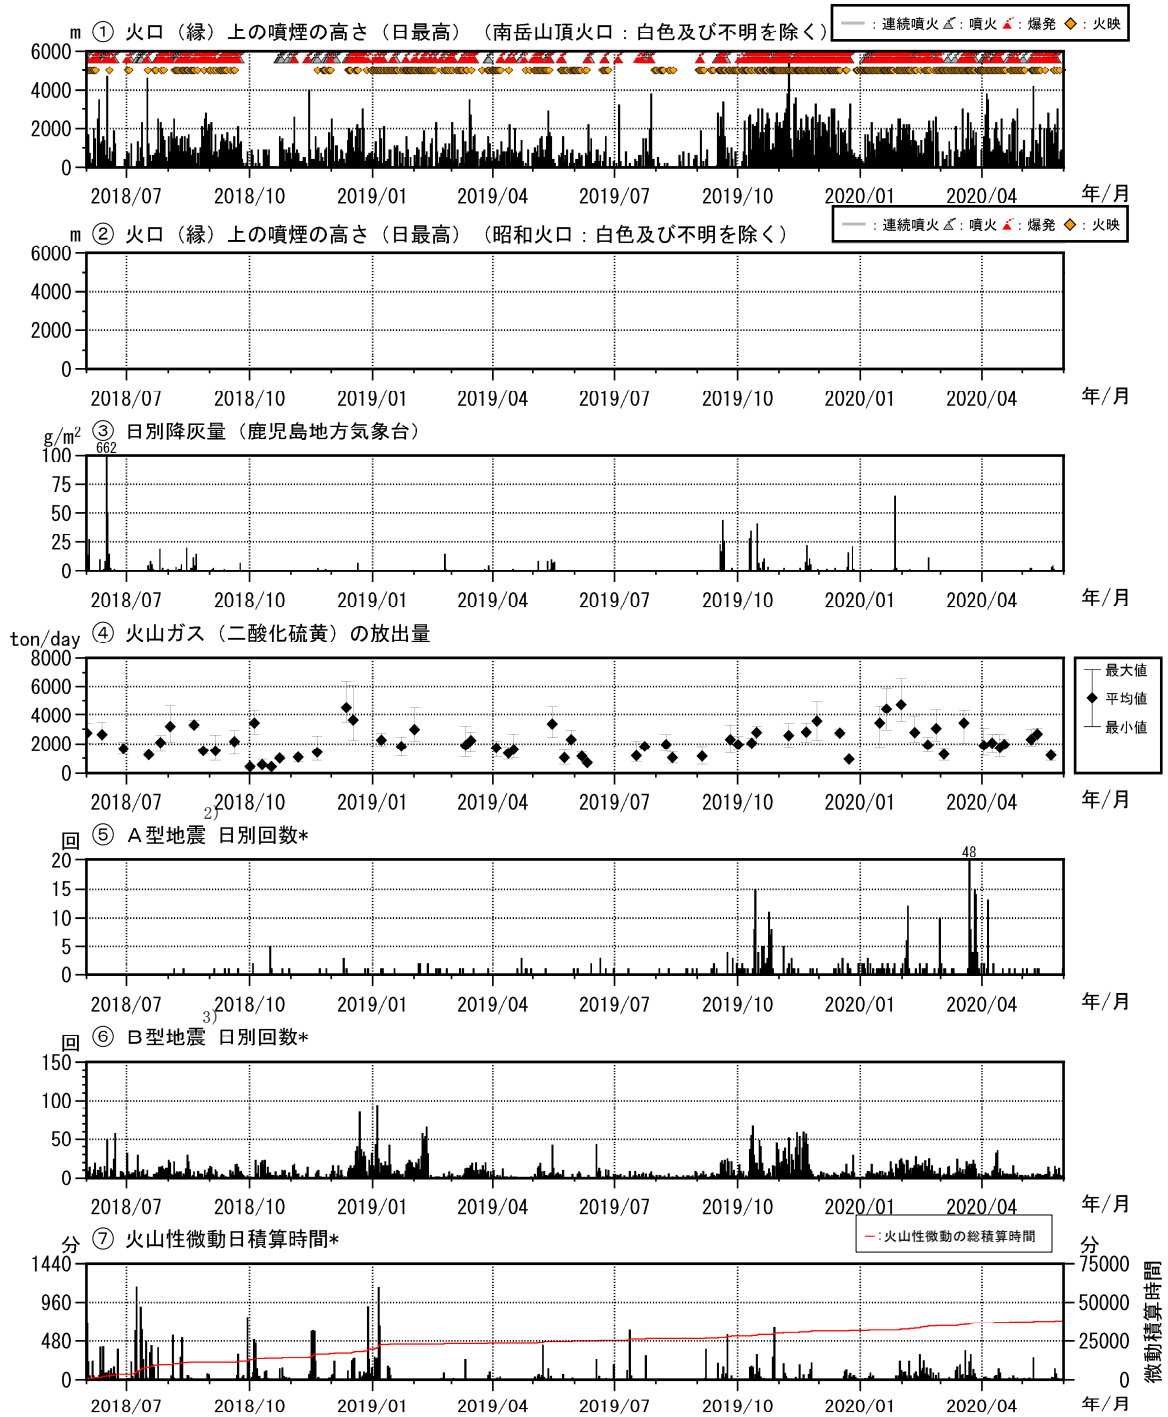 m ① 火口（縁）上の噴煙の高さ（日最高）（南岳山頂火口：白色及び不明を除く）
：連続噴火 ：噴火 ：爆発 ：火映
6000
4000
2000
0
2018/07 2018/10 2019/01 2019/04 2019/07 2019/10 2020/01 2020/04 年/月
m ② 火口（縁）上の噴煙の高さ（日最高）（昭和火口：白色及び不明を除く）
：連続噴火 ：噴火 ：爆発 ：火映
6000
4000
2000
0
2018/07 2018/10 2019/01 2019/04 2019/07 2019/10 2020/01 2020/04 年/月
g/m² ③ 日別降灰量（鹿児島地方気象台）
662
100
75
50
25
0
2018/07 2018/10 2019/01 2019/04 2019/07 2019/10 2020/01 2020/04 年/月
ton/day ④ 火山ガス（二酸化硫黄）の放出量
8000
6000
4000
2000
0
最大値
平均値
最小値
2018/07 2018/10 2019/01 2019/04 2019/07 2019/10 2020/01 2020/04 年/月
2)
回 ⑤ A型地震 日別回数*
48
20
15
10
5
0
2018/07 2018/10 2019/01 2019/04 2019/07 2019/10 2020/01 2020/04 年/月
3)
回 ⑥ B型地震 日別回数*
150
100
50
0
2018/07 2018/10 2019/01 2019/04 2019/07 2019/10 2020/01 2020/04 年/月
分 ⑦ 火山性微動日積算時間*
：火山性微動の総積算時間
分
1440 75000
960 50000
480 25000
0 0
微動積算時間
2018/07 2018/10 2019/01 2019/04 2019/07 2019/10 2020/01 2020/04 年/月